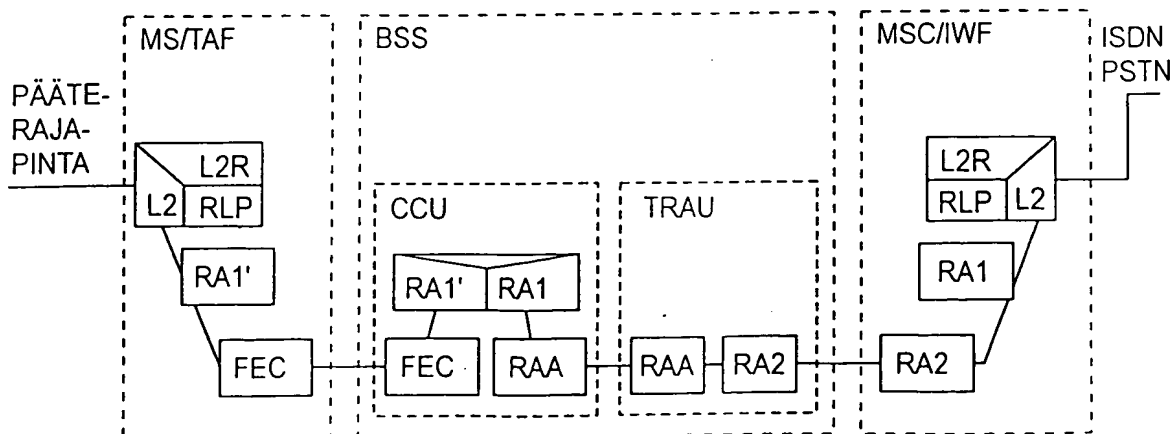 MS/TAF
BSS
MSC/IWF
ISDN
PSTN
PÄÄTE-
RAJA-
PINTA
L2R
L2
RLP
CCU
TRAU
L2R
RLP
L2
RA1'
RA1'
RA1
RA1
FEC
FEC
RAA
RAA
RA2
RA2